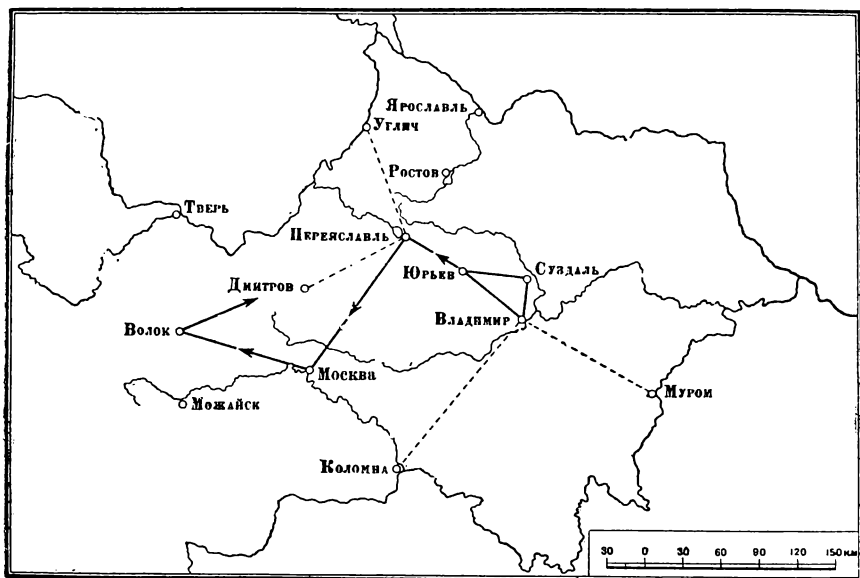 Ярославль
Углич
Ростов
Тверь
Переяславль
Юрьев
Суздаль
Дмитров
Владимир
Волок
Москва
Можайск
Муром
Коломна
30 0 30 60 90 120 150 км